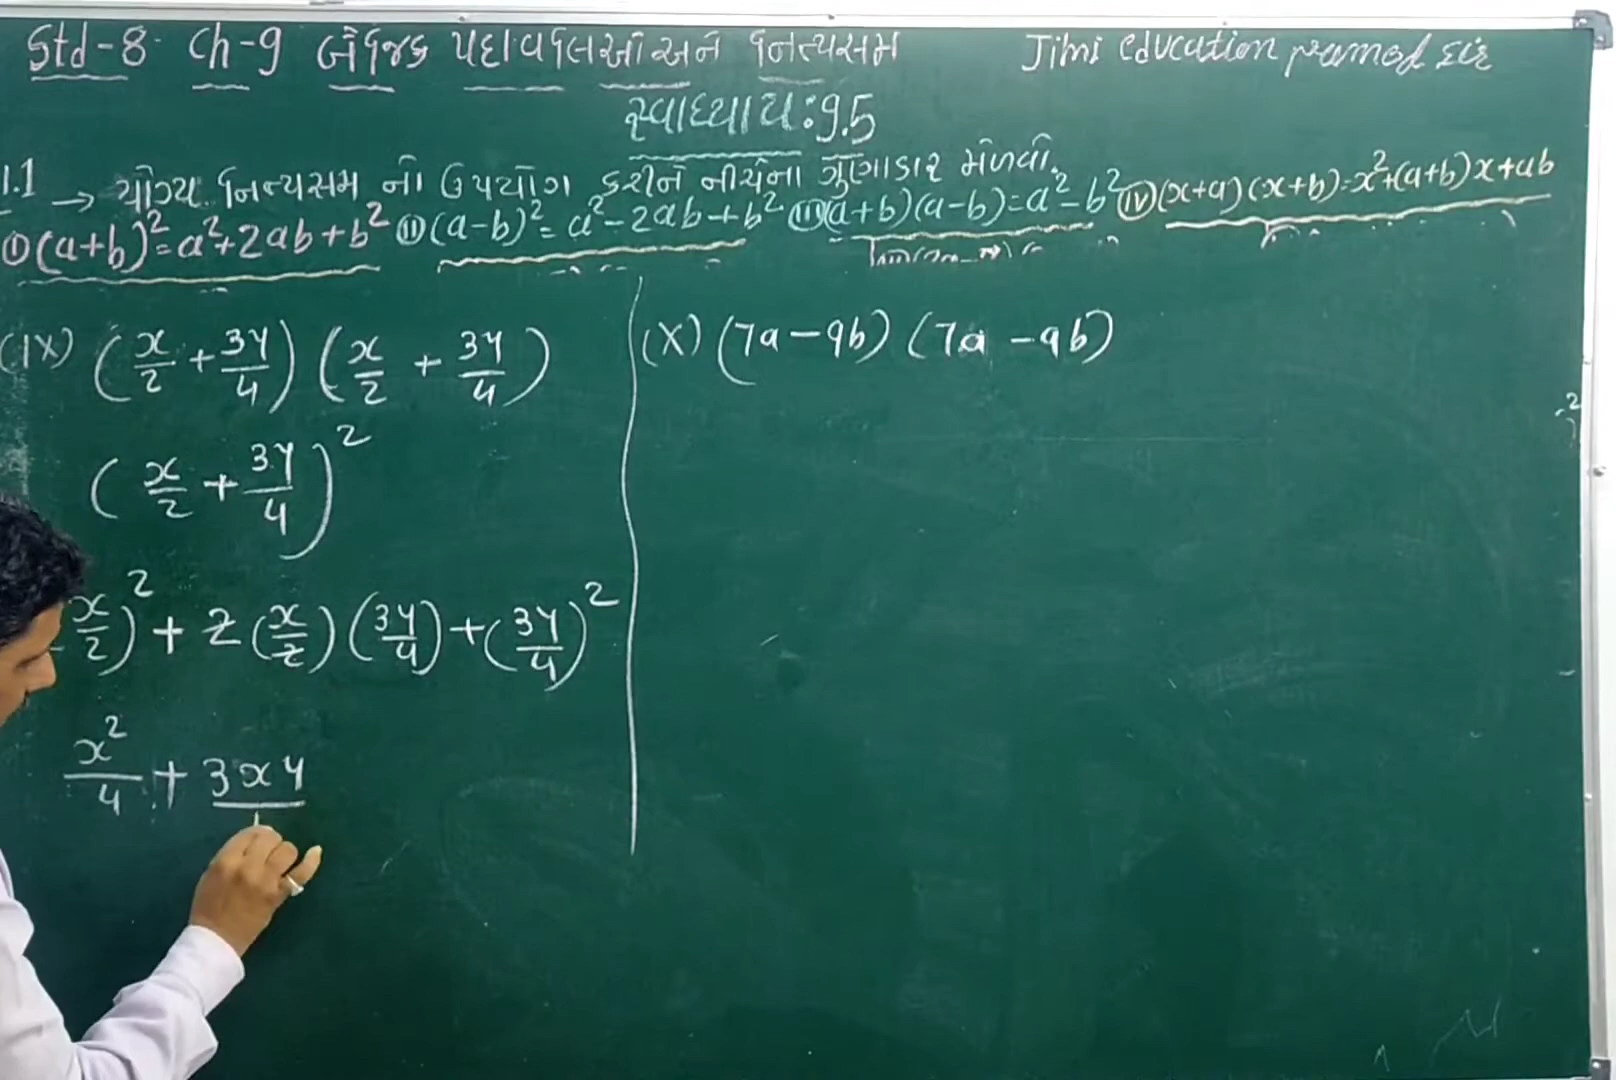 Std-8 Ch-9 બૈજિક પદાવલિઓ અને નિત્યસમ Jimi education pramod sir
સ્વાધ્યાય:9.5
1.1 → યોગ્ય નિત્યસમ નો ઉપયોગ કરીને નીચેના ગુણાકાર મેળવો.
(i) (a+b)²=a²+2ab+b² (ii) (a-b)²=a²-2ab+b² (iii) (a+b)(a-b)=a²-b² (iv) (x+a)(x+b)=x²+(a+b)x+ab
(ix) (x/2 + 3y/4) (x/2 + 3y/4)
(x/2 + 3y/4)²
x/2)² + 2 (x/2) (3y/4) + (3y/4)²
x²/4 + 3xy
(x) (7a-9b) (7a-9b)